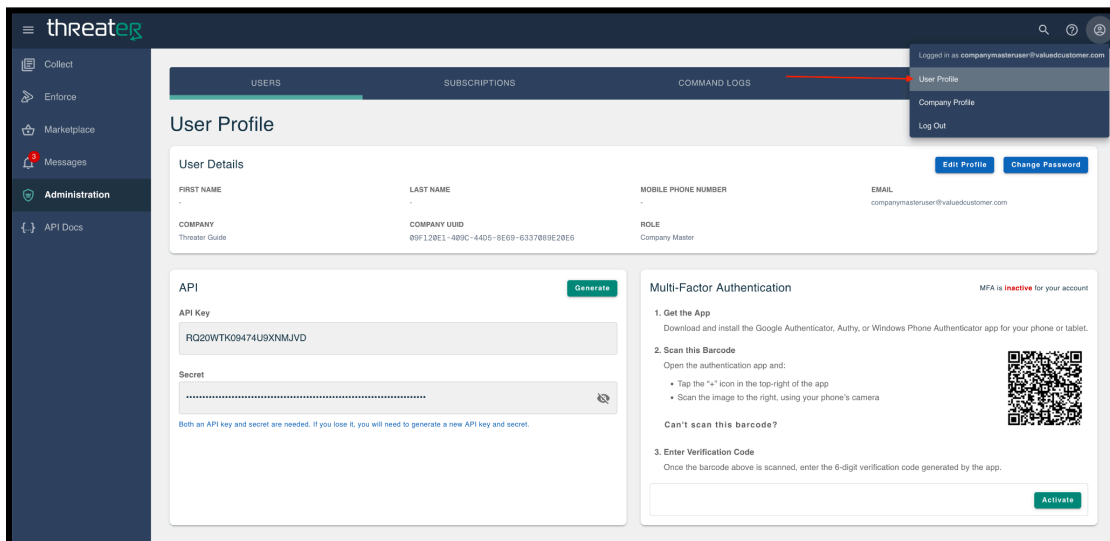 threater
Logged in as companymasteruser@valuedcustomer.com
User Profile
Company Profile
Log Out
Collect
Enforce
Marketplace
3
Messages
Administration
API Docs
USERS
SUBSCRIPTIONS
COMMAND LOGS
User Profile
User Details
Edit Profile
Change Password
FIRST NAME
-
LAST NAME
-
MOBILE PHONE NUMBER
-
EMAIL
companymasteruser@valuedcustomer.com
COMPANY
Threater Guide
COMPANY UUID
09F120E1-409C-44D5-8E69-6337089E20E6
ROLE
Company Master
API
Generate
API Key
RQ20WTK09474U9XNMJVD
Secret
Both an API key and secret are needed. If you lose it, you will need to generate a new API key and secret.
Multi-Factor Authentication
MFA is inactive for your account
1. Get the App
Download and install the Google Authenticator, Authy, or Windows Phone Authenticator app for your phone or tablet.
2. Scan this Barcode
Open the authentication app and:
• Tap the "+" icon in the top-right of the app
• Scan the image to the right, using your phone's camera
Can't scan this barcode?
3. Enter Verification Code
Once the barcode above is scanned, enter the 6-digit verification code generated by the app.
Activate